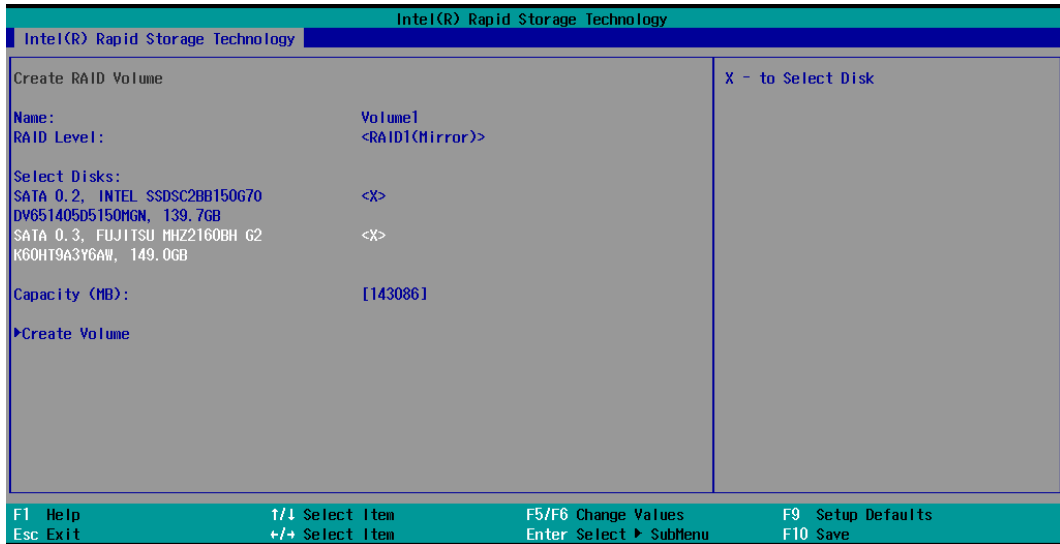 Intel(R) Rapid Storage Technology
Intel(R) Rapid Storage Technology
Create RAID Volume
X - to Select Disk
Name: Volume1
RAID Level: <RAID1(Mirror)>
Select Disks:
SATA 0.2, INTEL SSDSC2BB150G70 <X>
DV651405D5150MGN, 139.7GB
SATA 0.3, FUJITSU MHZ2160BH G2 <X>
K60HT9A3Y6AW, 149.0GB
Capacity (MB): [143086]
▶Create Volume
F1 Help ↑/↓ Select Item F5/F6 Change Values F9 Setup Defaults
Esc Exit ←/→ Select Item Enter Select ▶ SubMenu F10 Save